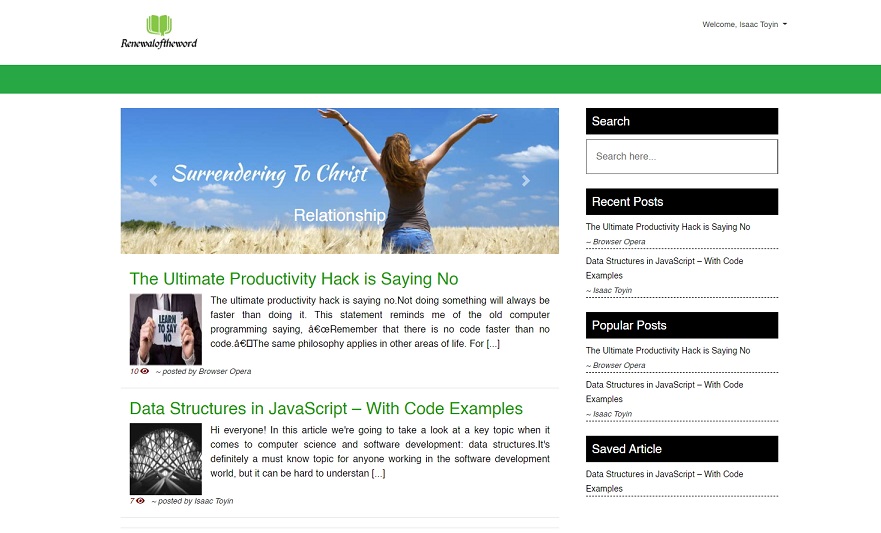 Renewaloftheword
Welcome, Isaac Toyin
Surrendering To Christ
Relationship
The Ultimate Productivity Hack is Saying No
LEARN
TO SAY
NO
The ultimate productivity hack is saying no.Not doing something will always be
faster than doing it. This statement reminds me of the old computer
programming saying, â€œRemember that there is no code faster than no
code.â€□The same philosophy applies in other areas of life. For [...]
10 ~ posted by Browser Opera
Data Structures in JavaScript – With Code Examples
Hi everyone! In this article we're going to take a look at a key topic when it
comes to computer science and software development: data structures.It's
definitely a must know topic for anyone working in the software development
world, but it can be hard to understan [...]
7 ~ posted by Isaac Toyin
Search
Search here...
Recent Posts
The Ultimate Productivity Hack is Saying No
~ Browser Opera
Data Structures in JavaScript – With Code
Examples
~ Isaac Toyin
Popular Posts
The Ultimate Productivity Hack is Saying No
~ Browser Opera
Data Structures in JavaScript – With Code
Examples
~ Isaac Toyin
Saved Article
Data Structures in JavaScript – With Code
Examples